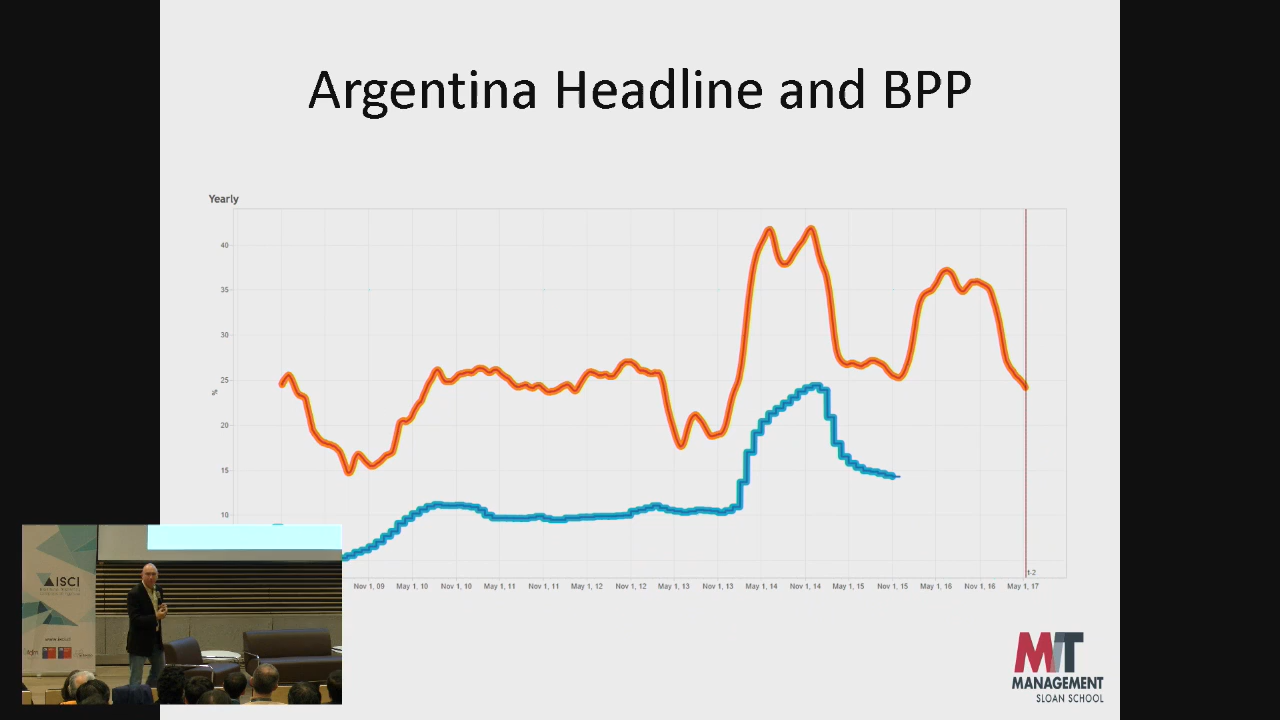 Argentina Headline and BPP
Yearly
40
35
30
25
%
20
15
10
Nov 1, 09 May 1, 10 Nov 1, 10 May 1, 11 Nov 1, 11 May 1, 12 Nov 1, 12 May 1, 13 Nov 1, 13 May 1, 14 Nov 1, 14 May 1, 15 Nov 1, 15 May 1, 16 Nov 1, 16 May 1, 17
ISCI
MIT
MANAGEMENT
SLOAN SCHOOL